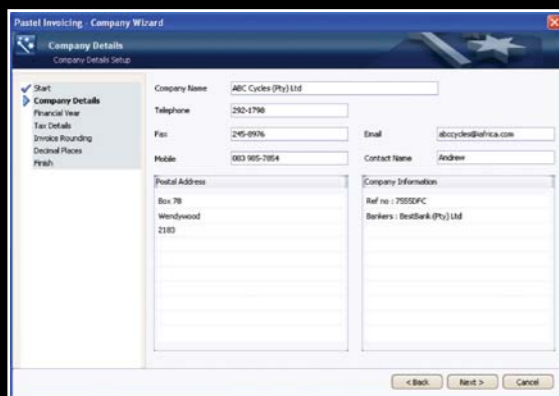 Pastel Invoicing - Company Wizard
Company Details
Company Details Setup
Start
Company Details
Financial Year
Tax Details
Invoice Rounding
Decimal Places
Finish
Company Name ABC Cycles (Pty) Ltd
Telephone 292-1798
Fax 245-8976 Email abccycles@iafrica.com
Mobile 083 985-7854 Contact Name Andrew
Postal Address
Box 78
Wendywood
2183
Company Information
Ref no : 7555DFC
Bankers : BestBank (Pty) Ltd
< Back Next > Cancel